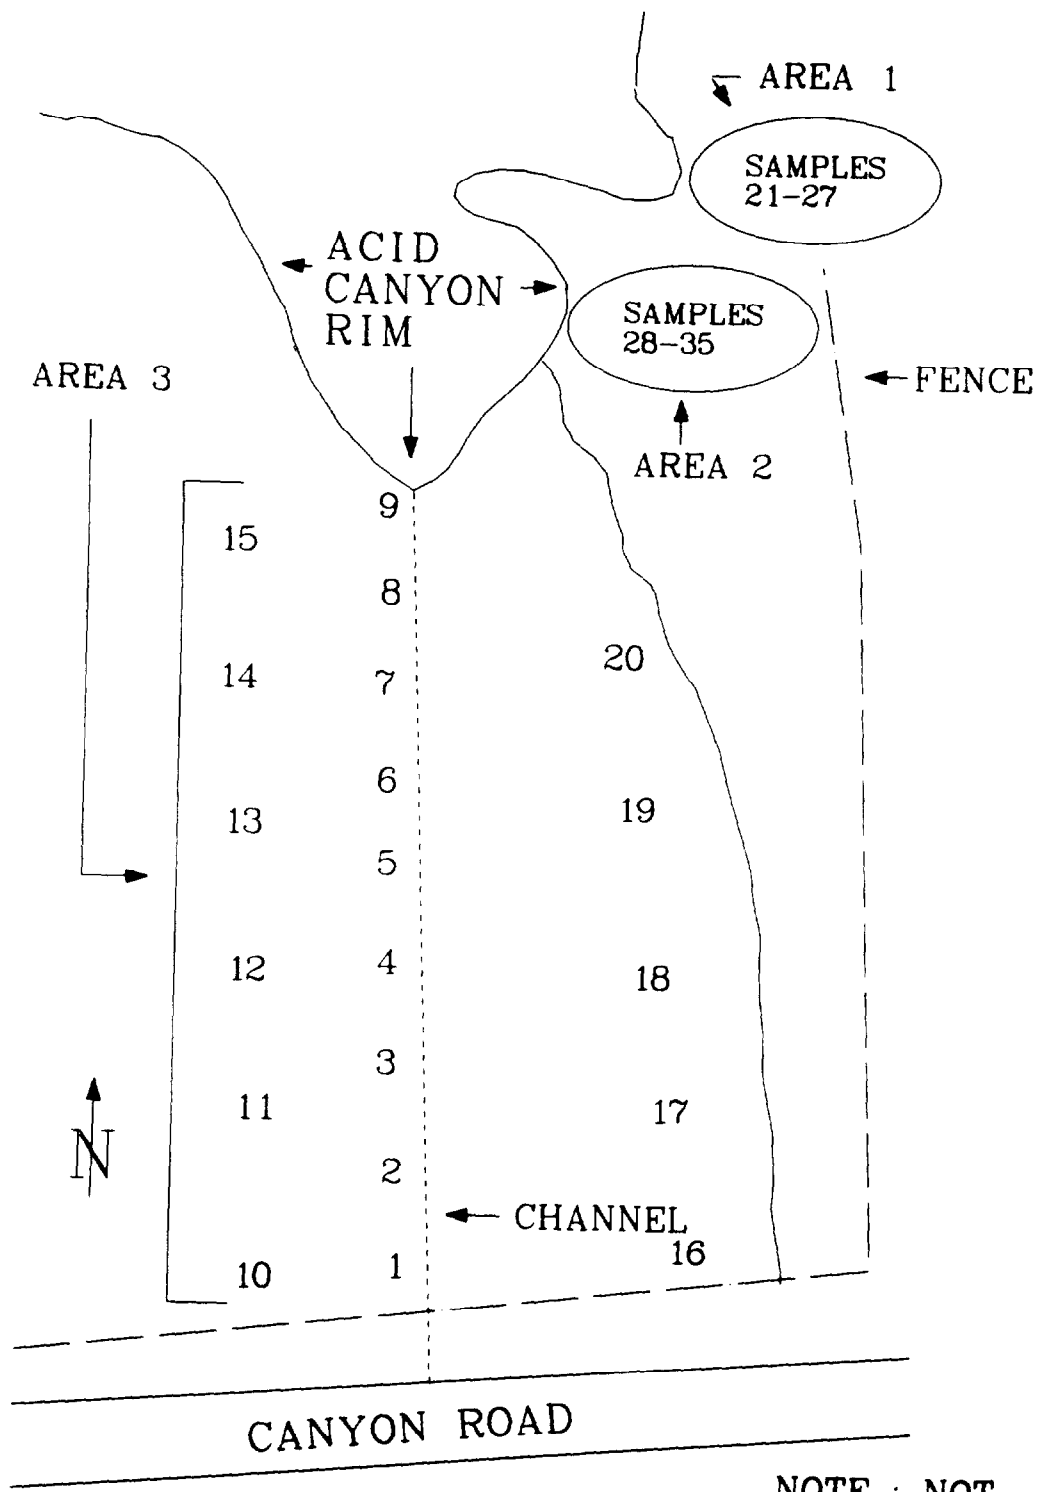 AREA 1
SAMPLES
21-27
ACID
CANYON
RIM
SAMPLES
28-35
AREA 3
FENCE
AREA 2
9
15
8
20
14
7
6
19
13
5
12
4
18
3
11
17
N
2
CHANNEL
16
10
1
CANYON ROAD
NOTE : NOT